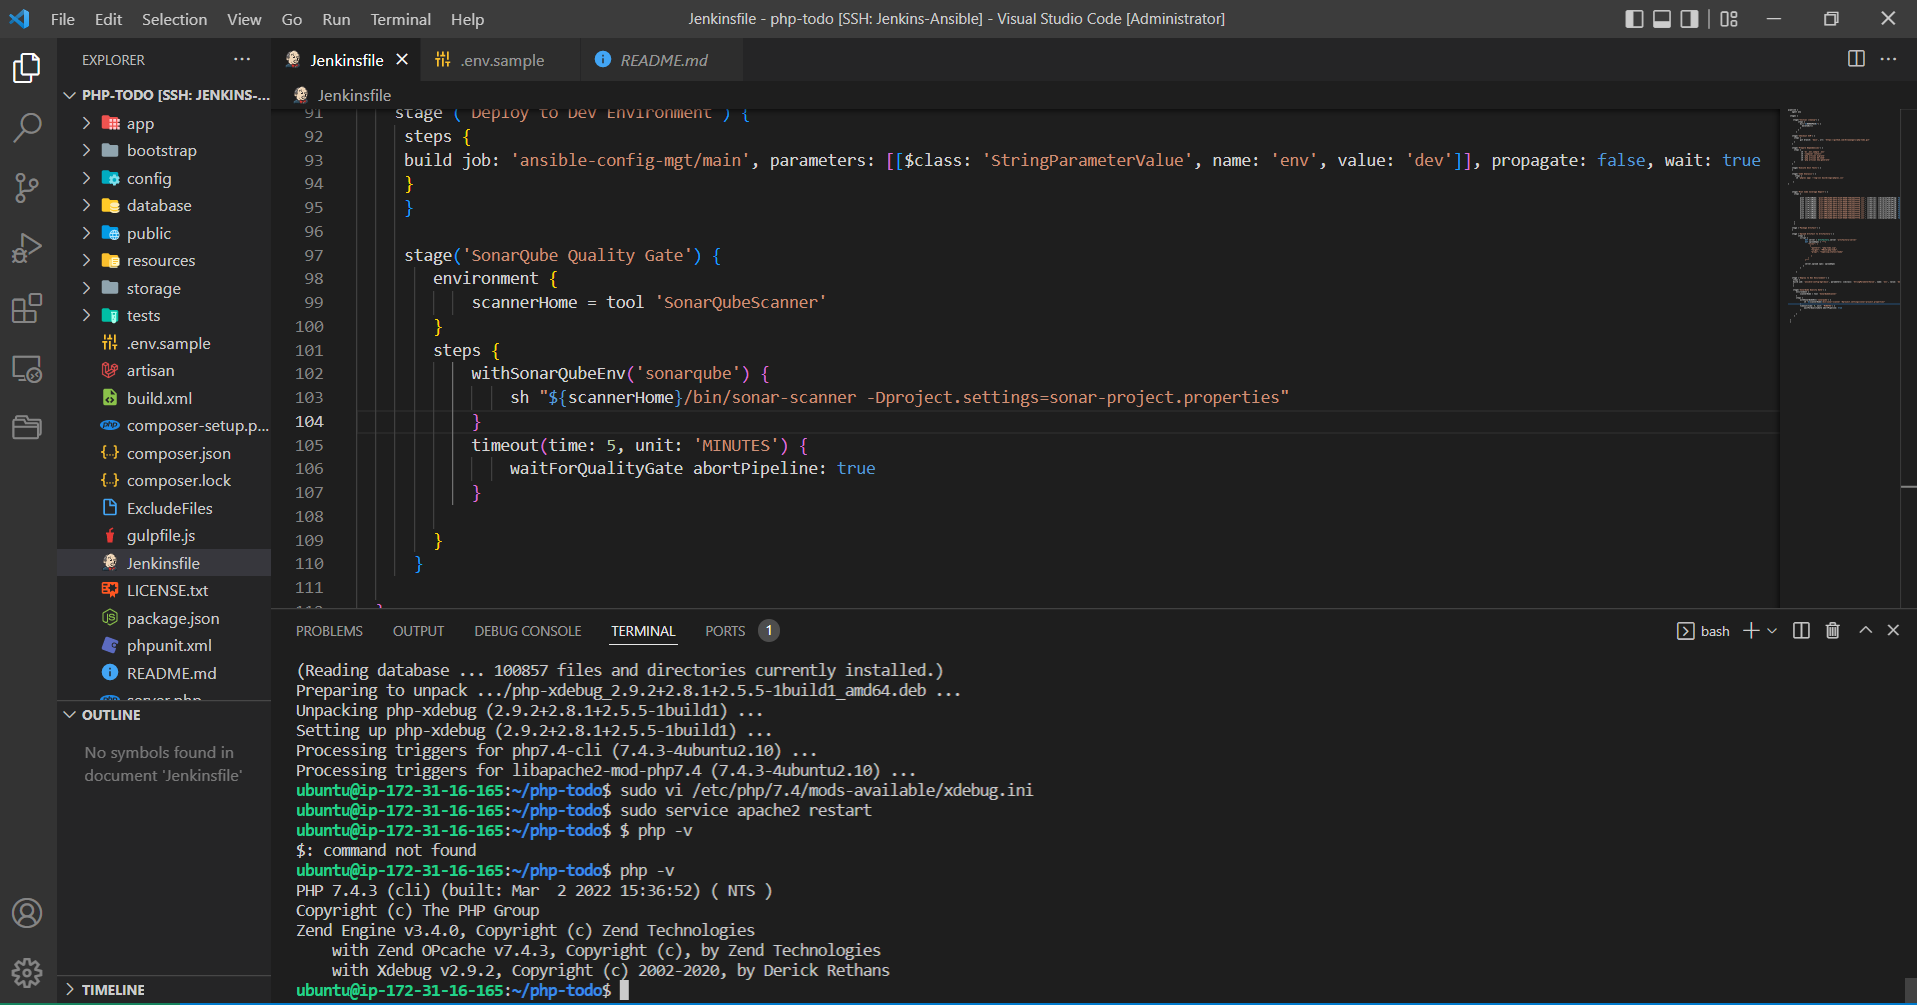 File Edit Selection View Go Run Terminal Help
Jenkinsfile - php-todo [SSH: Jenkins-Ansible] - Visual Studio Code [Administrator]
EXPLORER
PHP-TODO [SSH: JENKINS-...
app
bootstrap
config
database
public
resources
storage
tests
.env.sample
artisan
build.xml
composer-setup.p...
composer.json
composer.lock
ExcludeFiles
gulpfile.js
Jenkinsfile
LICENSE.txt
package.json
phpunit.xml
README.md
server.php
OUTLINE
No symbols found in
document 'Jenkinsfile'
TIMELINE
Jenkinsfile .env.sample README.md
Jenkinsfile
91 stage ('Deploy to Dev Environment') {
92 steps {
93 build job: 'ansible-config-mgt/main', parameters: [[$class: 'StringParameterValue', name: 'env', value: 'dev']], propagate: false, wait: true
94 }
95 }
96
97 stage('SonarQube Quality Gate') {
98 environment {
99 scannerHome = tool 'SonarQubeScanner'
100 }
101 steps {
102 withSonarQubeEnv('sonarqube') {
103 sh "${scannerHome}/bin/sonar-scanner -Dproject.settings=sonar-project.properties"
104 }
105 timeout(time: 5, unit: 'MINUTES') {
106 waitForQualityGate abortPipeline: true
107 }
108
109 }
110 }
111
PROBLEMS OUTPUT DEBUG CONSOLE TERMINAL PORTS 1
bash
(Reading database ... 100857 files and directories currently installed.)
Preparing to unpack .../php-xdebug_2.9.2+2.8.1+2.5.5-1build1_amd64.deb ...
Unpacking php-xdebug (2.9.2+2.8.1+2.5.5-1build1) ...
Setting up php-xdebug (2.9.2+2.8.1+2.5.5-1build1) ...
Processing triggers for php7.4-cli (7.4.3-4ubuntu2.10) ...
Processing triggers for libapache2-mod-php7.4 (7.4.3-4ubuntu2.10) ...
ubuntu@ip-172-31-16-165:~/php-todo$ sudo vi /etc/php/7.4/mods-available/xdebug.ini
ubuntu@ip-172-31-16-165:~/php-todo$ sudo service apache2 restart
ubuntu@ip-172-31-16-165:~/php-todo$ $ php -v
$: command not found
ubuntu@ip-172-31-16-165:~/php-todo$ php -v
PHP 7.4.3 (cli) (built: Mar  2 2022 15:36:52) ( NTS )
Copyright (c) The PHP Group
Zend Engine v3.4.0, Copyright (c) Zend Technologies
with Zend OPcache v7.4.3, Copyright (c), by Zend Technologies
with Xdebug v2.9.2, Copyright (c) 2002-2020, by Derick Rethans
ubuntu@ip-172-31-16-165:~/php-todo$